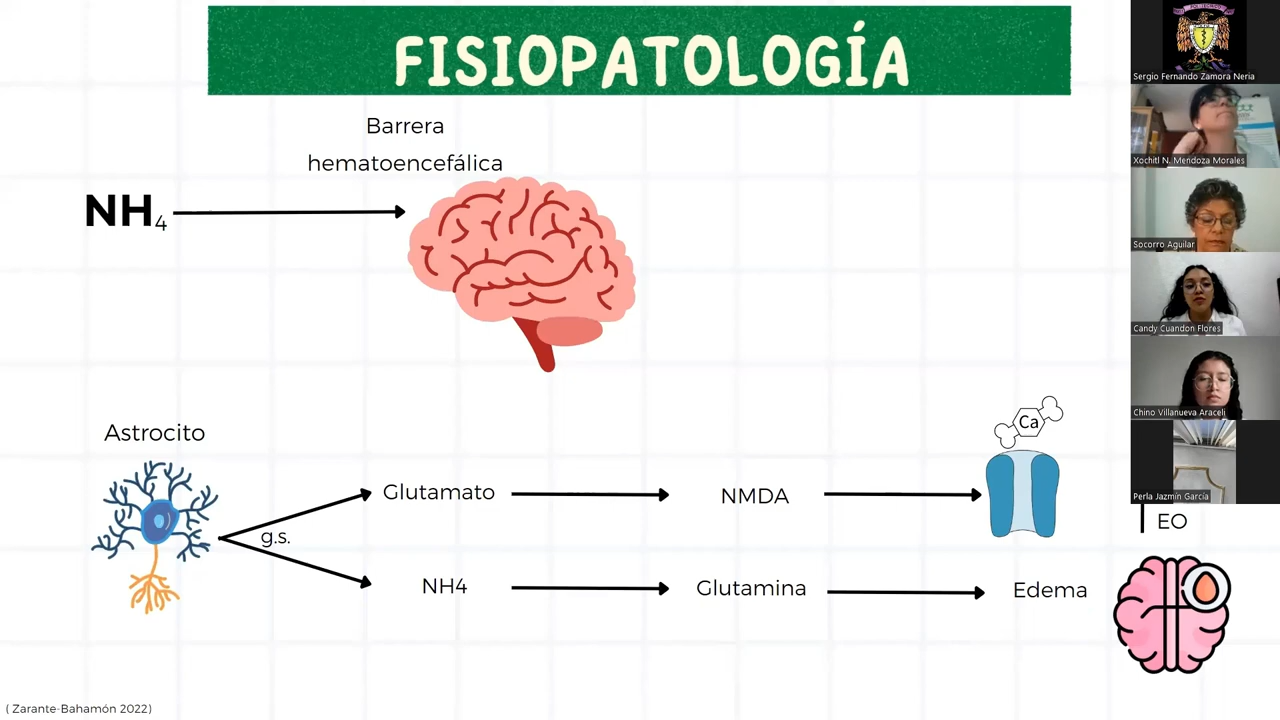 FISIOPATOLOGÍA
Barrera
hematoencefálica
NH4
Astrocito
g.s.
Glutamato
NMDA
Ca
NH4
Glutamina
Edema
EO
( Zarante-Bahamón 2022)
Sergio Fernando Zamora Neria
Xochitl N. Mendoza Morales
Socorro Aguilar
Candy Cuandon Flores
Chino Villanueva Araceli
Perla Jazmín García